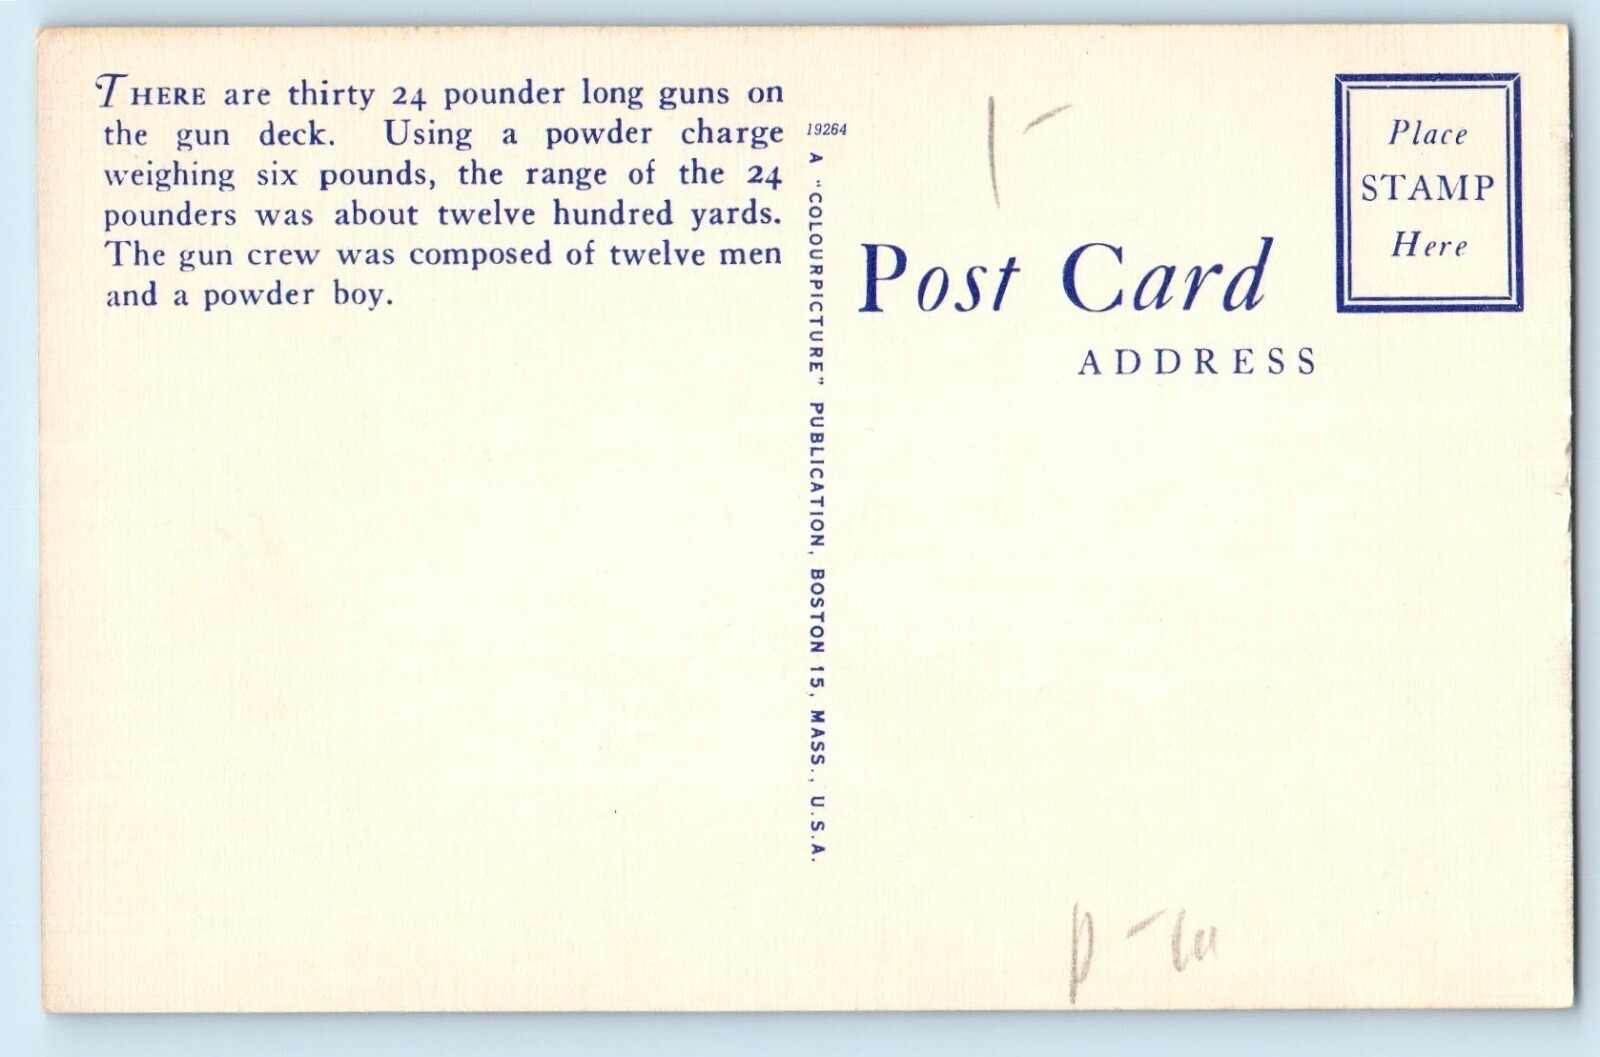 THERE are thirty 24 pounder long guns on
the gun deck. Using a powder charge
weighing six pounds, the range of the 24
pounders was about twelve hundred yards.
The gun crew was composed of twelve men
and a powder boy.
19264
A "COLOURPICTURE" PUBLICATION, BOSTON 15, MASS., U.S.A.
1-
Post Card
ADDRESS
Place
STAMP
Here